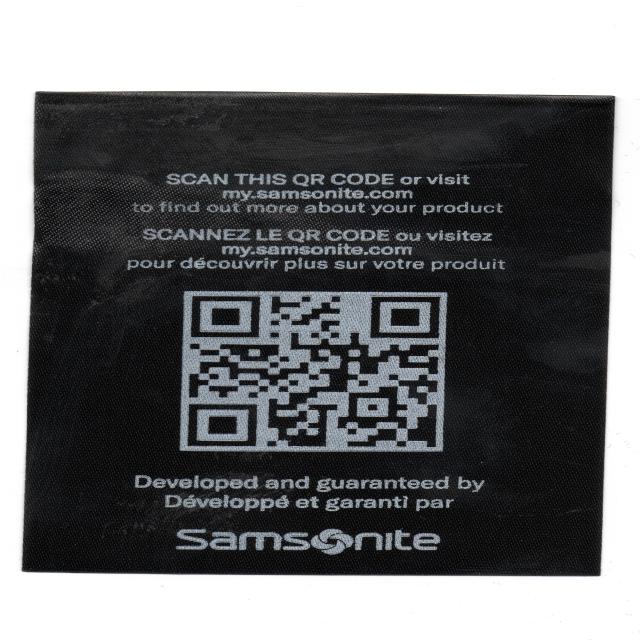 SCAN THIS QR CODE or visit
my.samsonite.com
to find out more about your product
SCANNEZ LE QR CODE ou visitez
my.samsonite.com
pour découvrir plus sur votre produit
Developed and guaranteed by
Développé et garanti par
Samsonite